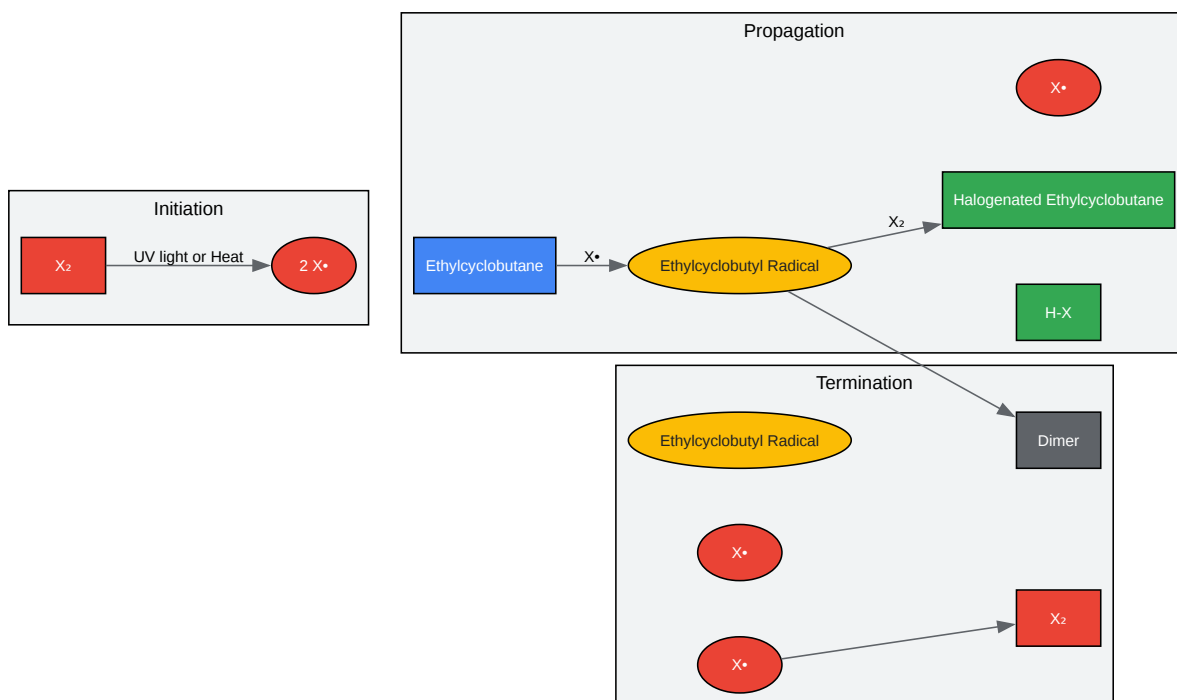 Initiation
X₂
UV light or Heat
2 X•
Propagation
X•
Halogenated Ethylcyclobutane
X₂
Ethylcyclobutane
X•
Ethylcyclobutyl Radical
H-X
Termination
Ethylcyclobutyl Radical
Dimer
X•
X₂
X•